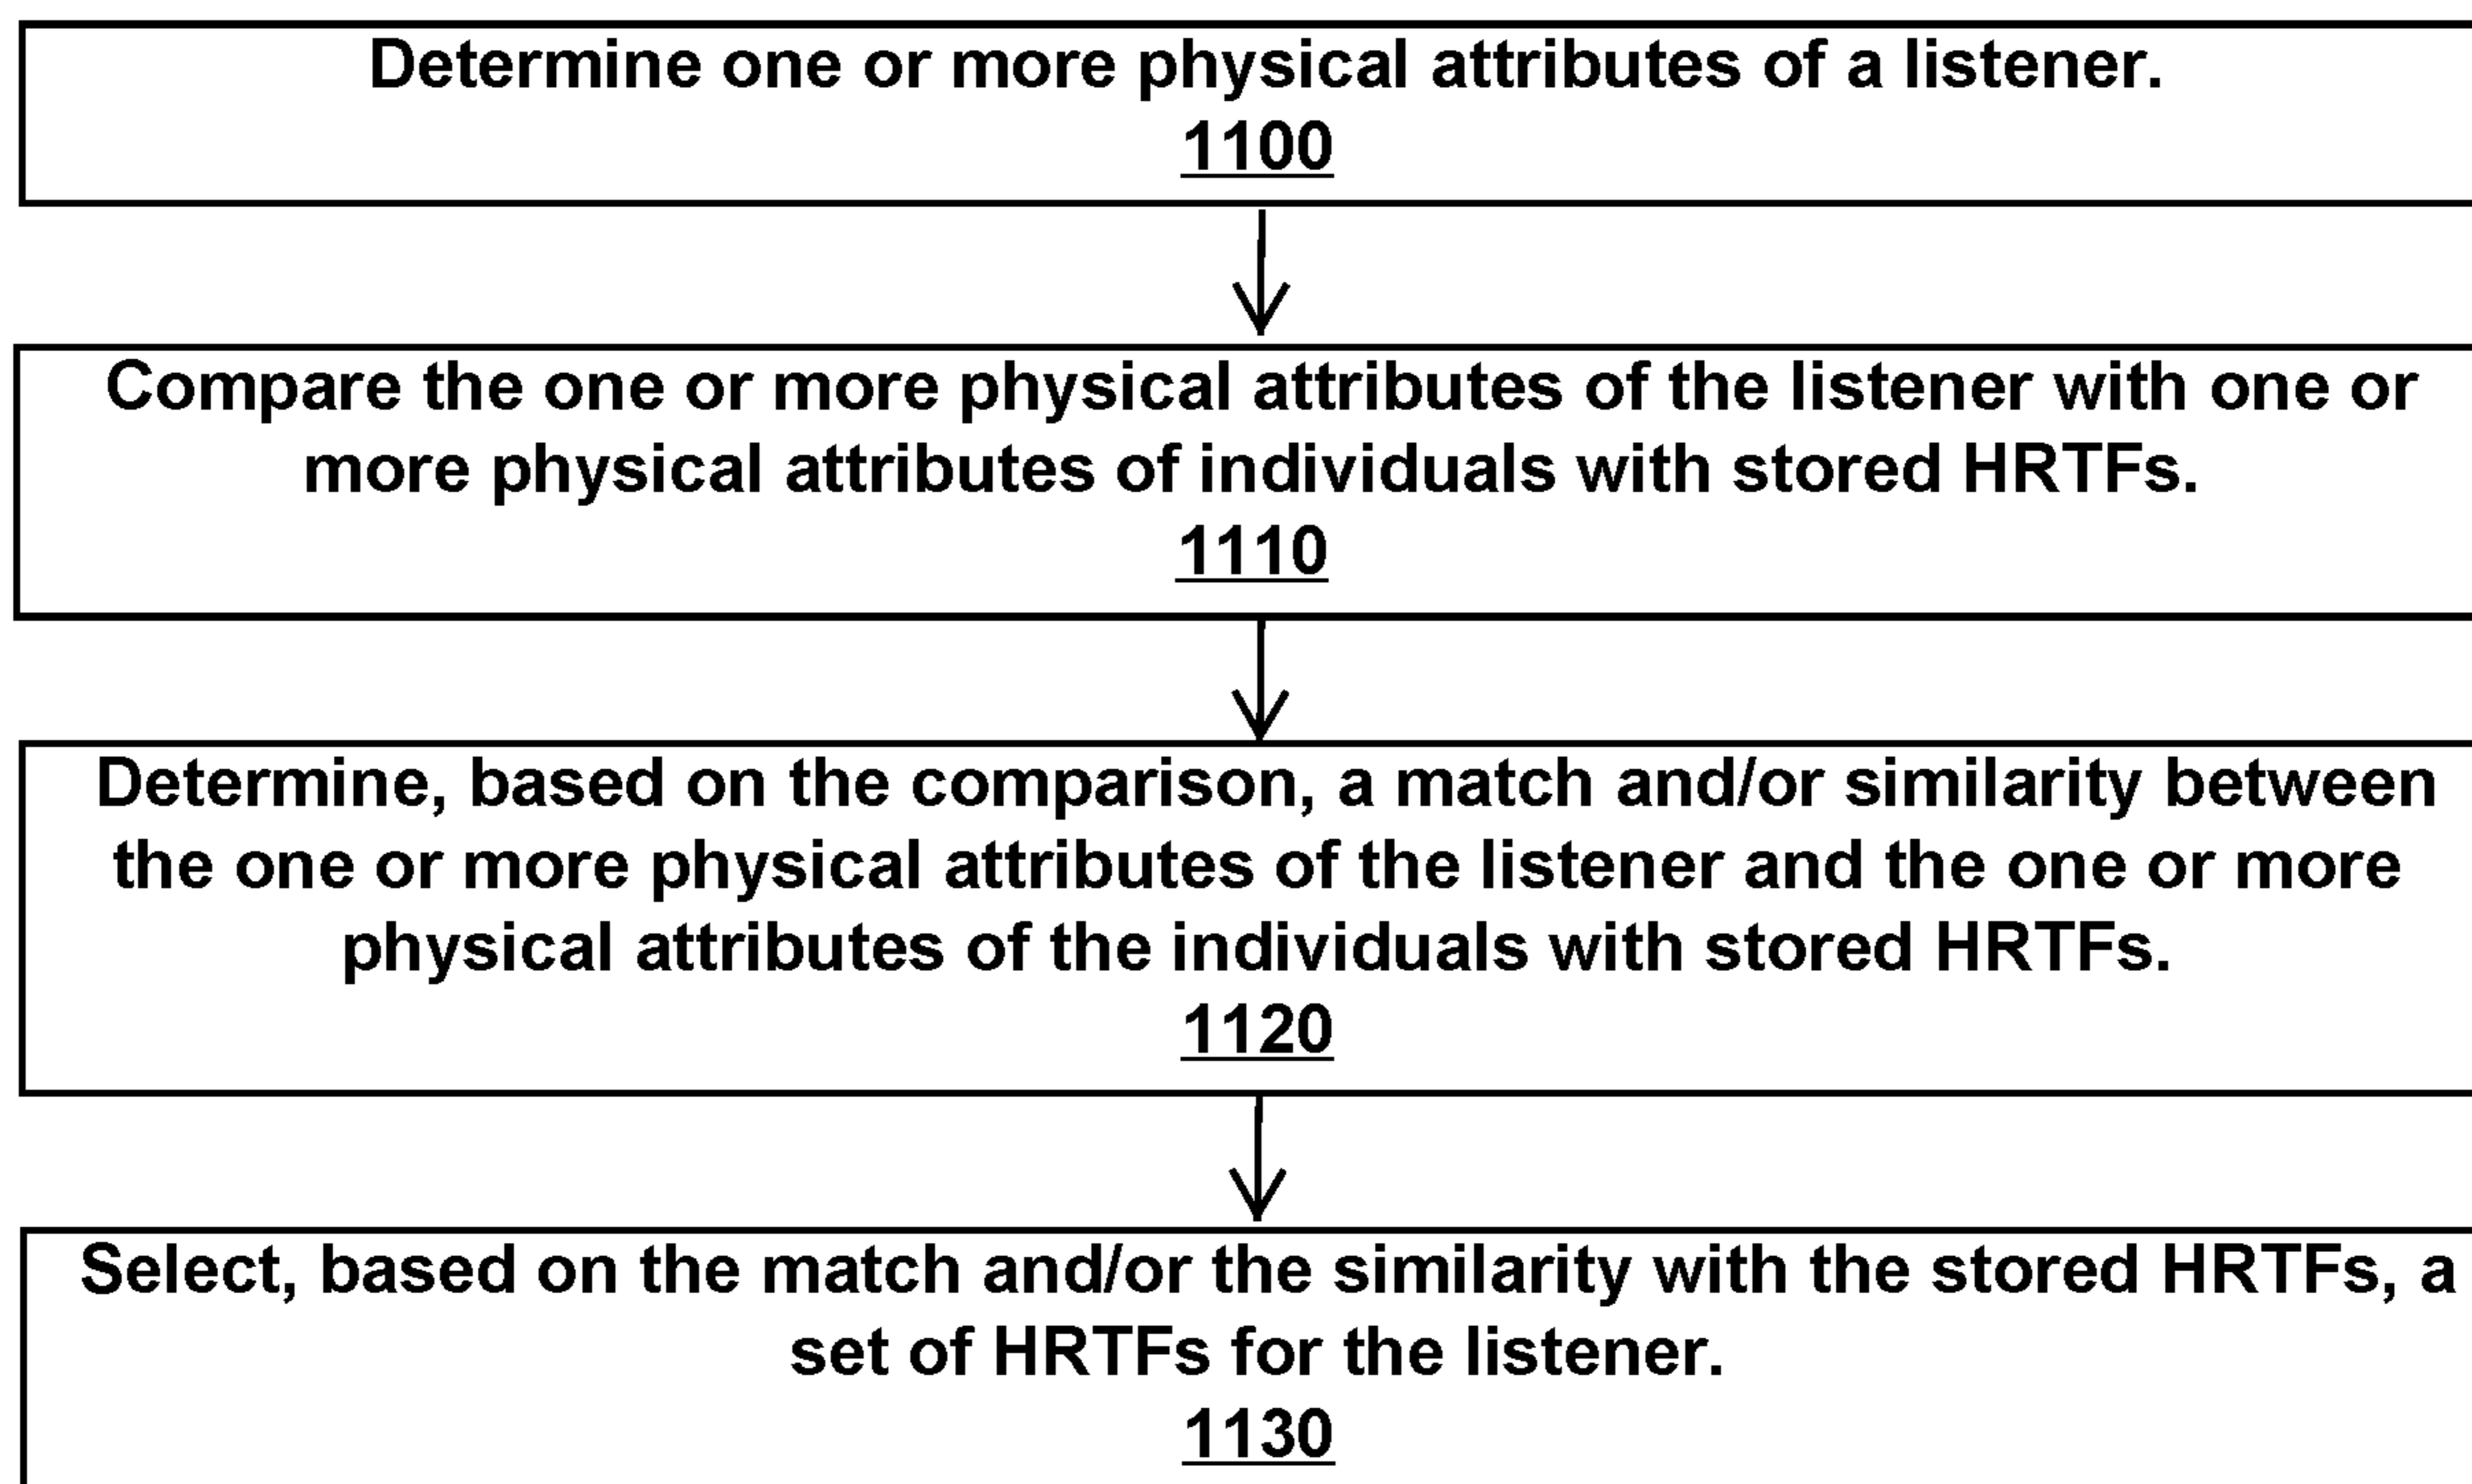 Determine one or more physical attributes of a listener.
1100
Compare the one or more physical attributes of the listener with one or
more physical attributes of individuals with stored HRTFs.
1110
Determine, based on the comparison, a match and/or similarity between
the one or more physical attributes of the listener and the one or more
physical attributes of the individuals with stored HRTFs.
1120
Select, based on the match and/or the similarity with the stored HRTFs, a
set of HRTFs for the listener.
1130